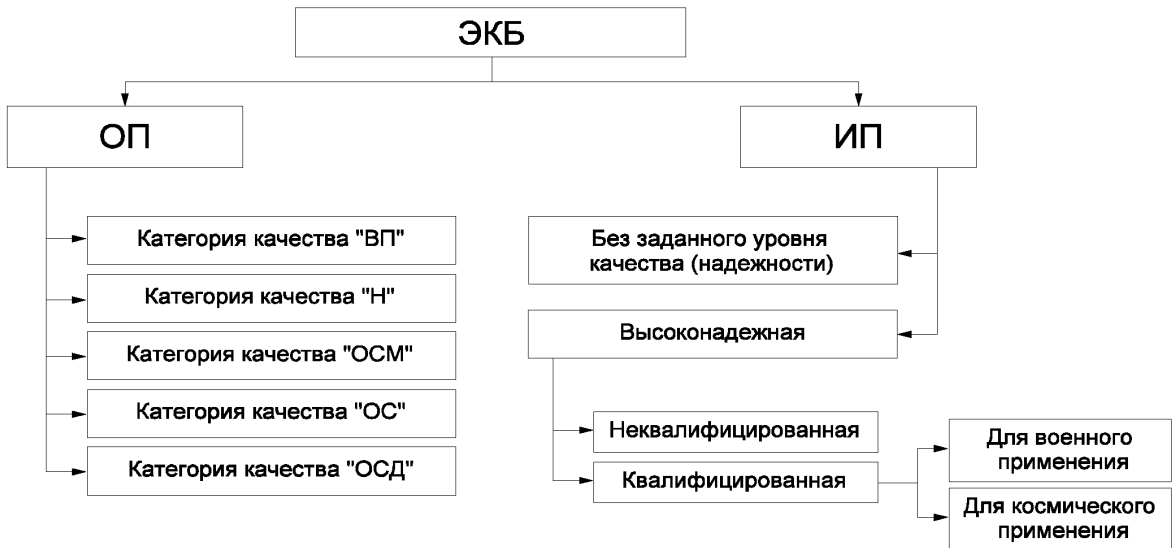 ЭКБ
ОП
ИП
Категория качества "ВП"
Категория качества "Н"
Категория качества "ОСМ"
Категория качества "ОС"
Категория качества "ОСД"
Без заданного уровня
качества (надежности)
Высоконадежная
Неквалифицированная
Квалифицированная
Для военного
применения
Для космического
применения